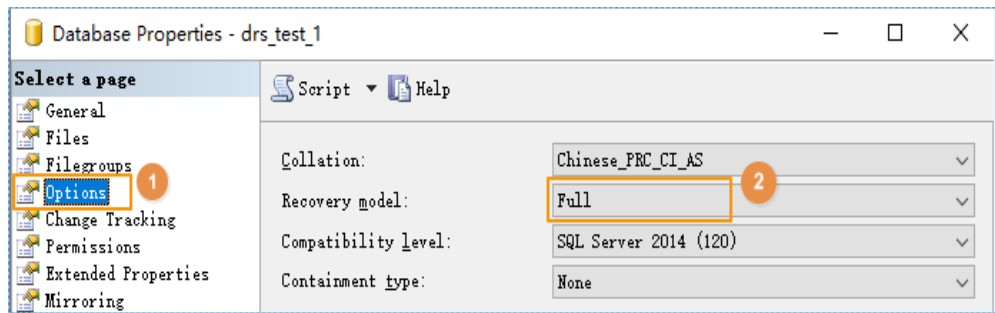 Database Properties - drs_test_1
Select a page
General
Files
Filegroups
Options
1
Change Tracking
Permissions
Extended Properties
Mirroring
Script
Help
Collation:
Chinese_PRC_CI_AS
Recovery model:
Full
2
Compatibility level:
SQL Server 2014 (120)
Containment type:
None